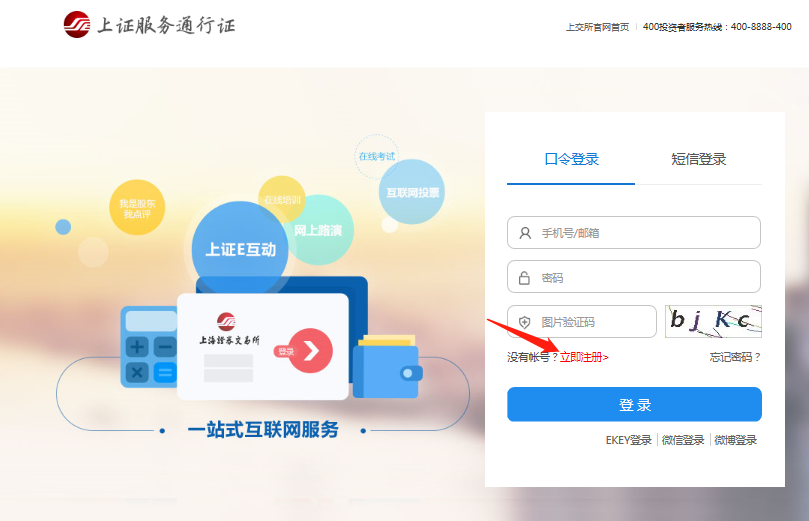 上证服务通行证
上交所官网首页 | 400投资者服务热线：400-8888-400
口令登录 短信登录
在线考试
互联网投票
我是股东
我点评
在线培训
网上路演
上证E互动
手机号/邮箱
密码
图片验证码
bjKc
上海證券交易所
登录
没有帐号？立即注册>
忘记密码？
登 录
一站式互联网服务
EKEY登录 | 微信登录 | 微博登录